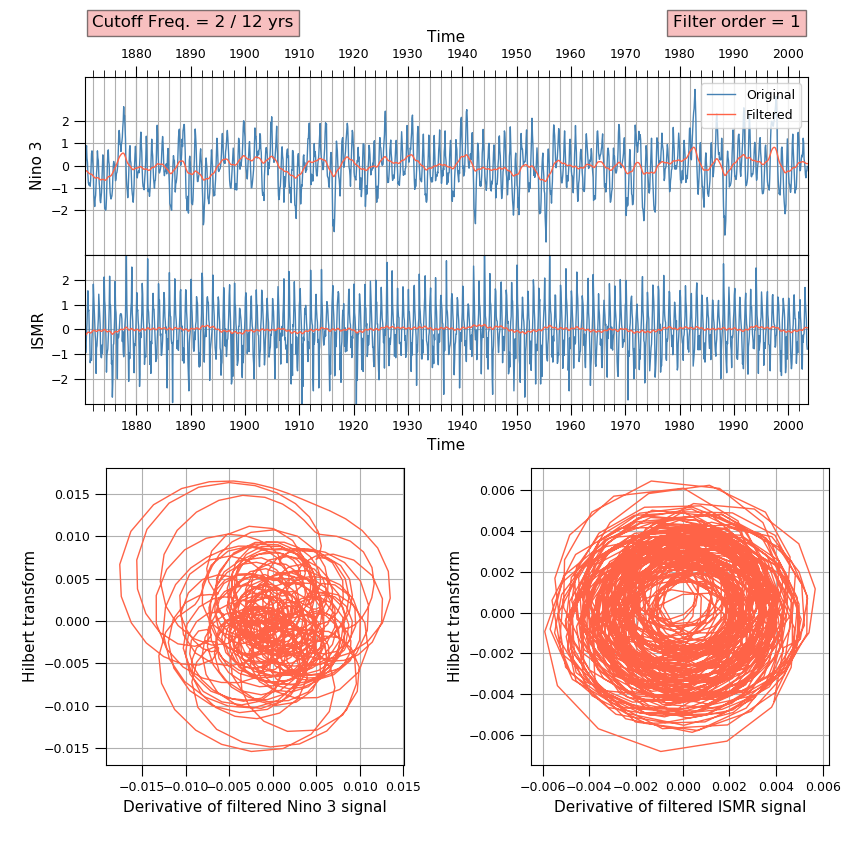 Cutoff Freq. = 2 / 12 yrs
Filter order = 1
Time
1880 1890 1900 1910 1920 1930 1940 1950 1960 1970 1980 1990 2000
Original
Filtered
Nino 3
2
1
0
−1
−2
ISMR
2
1
0
−1
−2
1880 1890 1900 1910 1920 1930 1940 1950 1960 1970 1980 1990 2000
Time
Hilbert transform
0.015
0.010
0.005
0.000
−0.005
−0.010
−0.015
−0.015 −0.010 −0.005 0.000 0.005 0.010 0.015
Derivative of filtered Nino 3 signal
Hilbert transform
0.006
0.004
0.002
0.000
−0.002
−0.004
−0.006
−0.006 −0.004 −0.002 0.000 0.002 0.004 0.006
Derivative of filtered ISMR signal